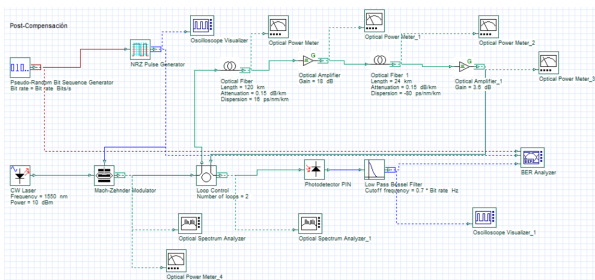 Post-Compensación
Oscilloscope Visualizer
Optical Power Meter
Optical Power Meter_1
Optical Power Meter_2
NRZ Pulse Generator
Pseudo-Random Bit Sequence Generator
Bit rate = Bit rate  Bits/s
Optical Fiber
Length = 120  km
Attenuation = 0.15  dB/km
Dispersion = 16  ps/nm/km
Optical Amplifier
Gain = 18  dB
Optical Fiber_1
Length = 24  km
Attenuation = 0.15  dB/km
Dispersion = -80  ps/nm/km
Optical Amplifier_1
Gain = 3.6  dB
Optical Power Meter_3
BER Analyzer
CW Laser
Frequency = 1550  nm
Power = 10  dBm
Mach-Zehnder Modulator
Loop Control
Number of loops = 2
Photodetector PIN
Low Pass Bessel Filter
Cutoff frequency = 0.7 * Bit rate  Hz
Optical Spectrum Analyzer
Optical Spectrum Analyzer_1
Oscilloscope Visualizer_1
Optical Power Meter_4